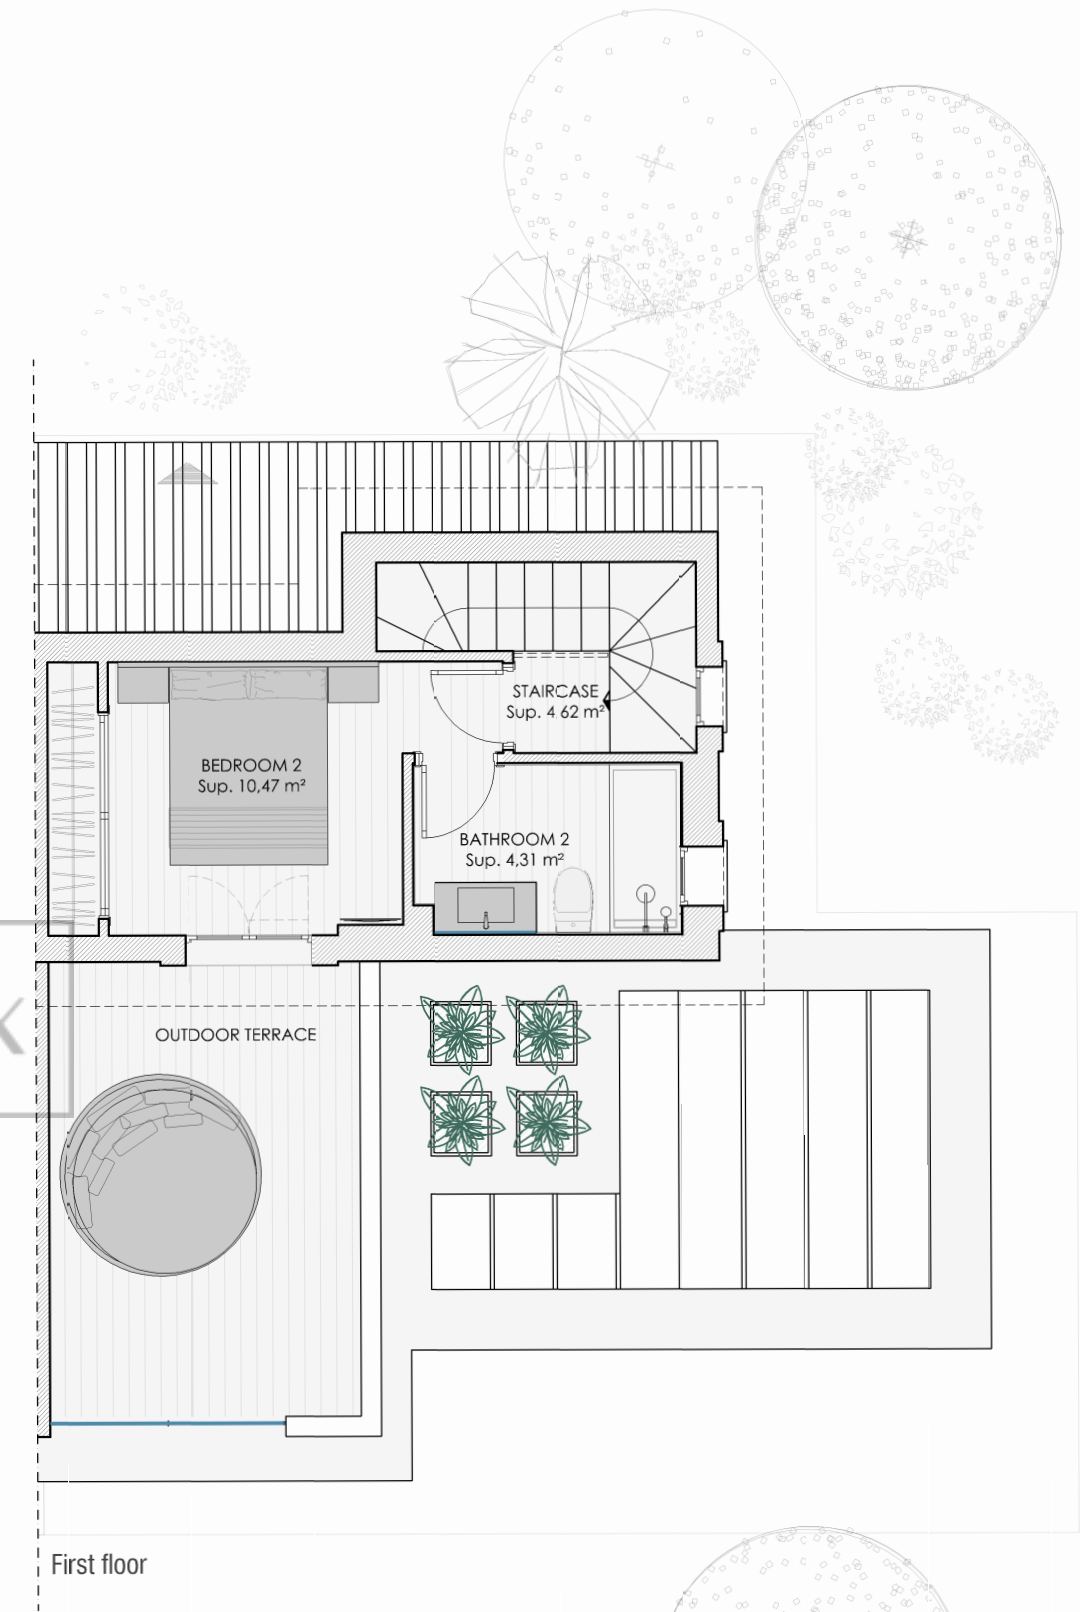 STAIRCASE
Sup. 4 62 m²
BEDROOM 2
Sup. 10,47 m²
BATHROOM 2
Sup. 4,31 m²
K
OUTDOOR TERRACE
First floor